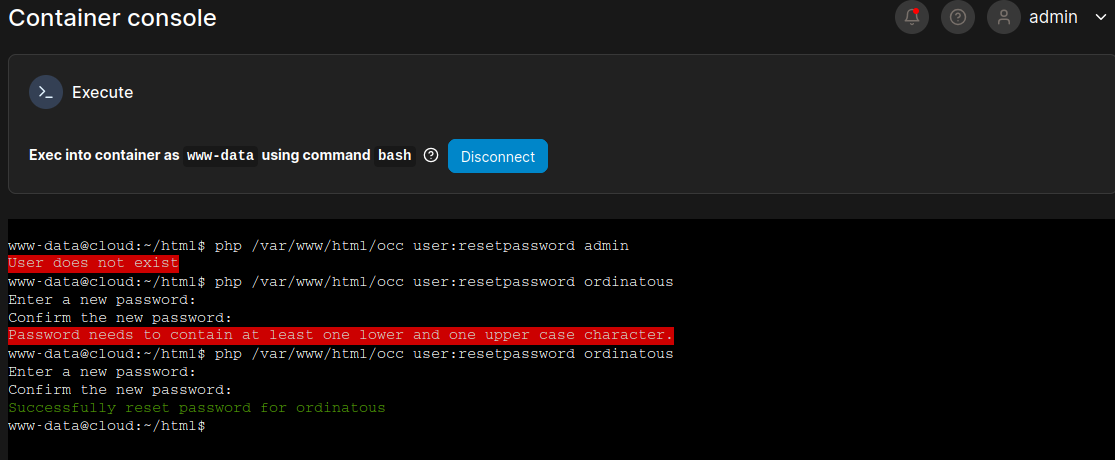 Container console
admin
Execute
Exec into container as www-data using command bash Disconnect
www-data@cloud:~/html$ php /var/www/html/occ user:resetpassword admin
User does not exist
www-data@cloud:~/html$ php /var/www/html/occ user:resetpassword ordinatous
Enter a new password:
Confirm the new password:
Password needs to contain at least one lower and one upper case character.
www-data@cloud:~/html$ php /var/www/html/occ user:resetpassword ordinatous
Enter a new password:
Confirm the new password:
Successfully reset password for ordinatous
www-data@cloud:~/html$